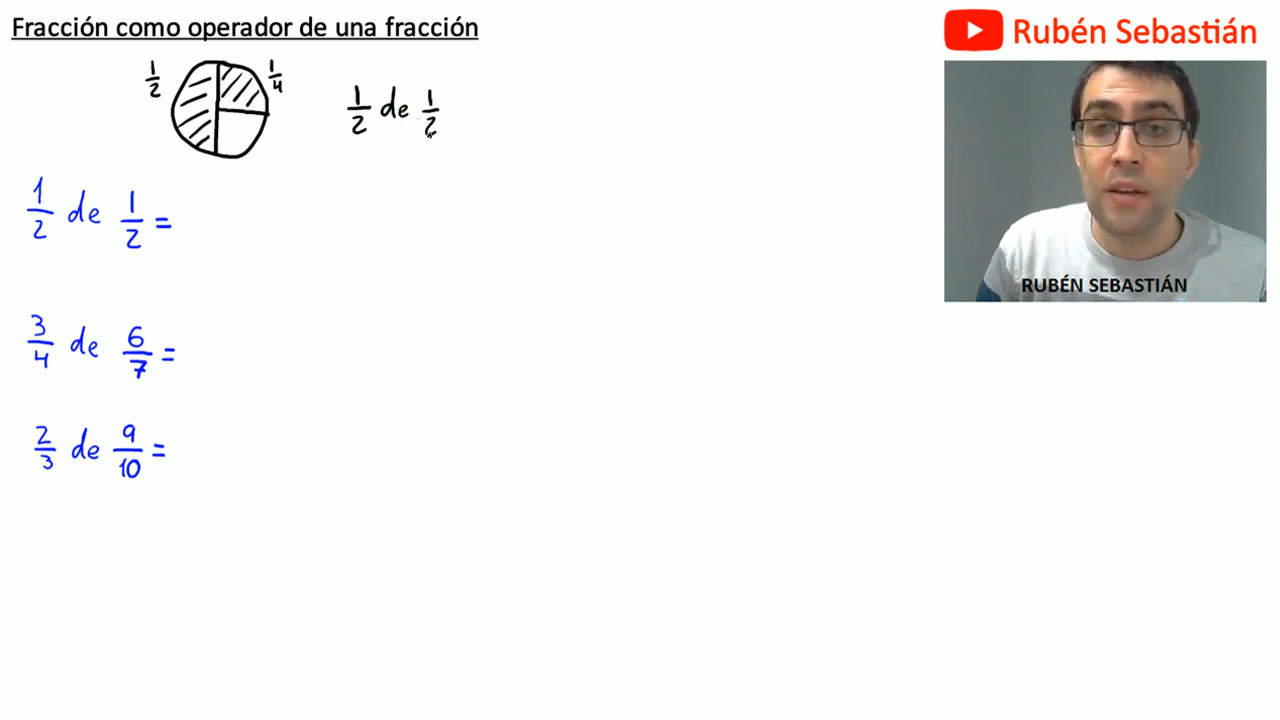 Fracción como operador de una fracción
Rubén Sebastián
1/2 1/4
1/2 de 1/2
1/2 de 1/2 =
3/4 de 6/7 =
2/3 de 9/10 =
RUBÉN SEBASTIÁN